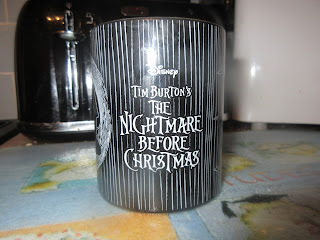 Disney
TIM BURTON'S
THE
NIGHTMARE
BEFORE
CHRISTMAS